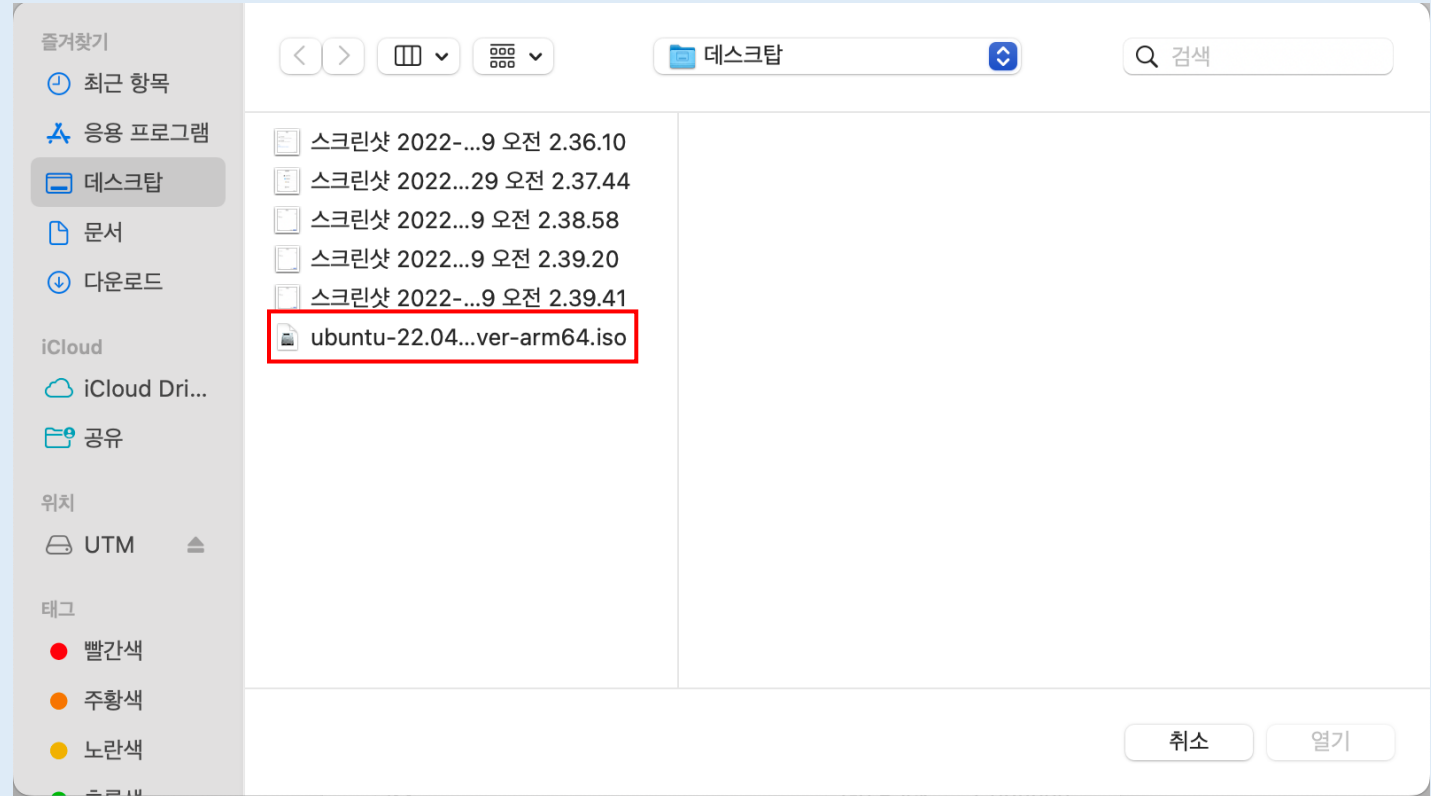 즐겨찾기
최근 항목
응용 프로그램
데스크탑
문서
다운로드
iCloud
iCloud Dri...
공유
위치
UTM
태그
빨간색
주황색
노란색
초록색
데스크탑
검색
스크린샷 2022-...9 오전 2.36.10
스크린샷 2022...29 오전 2.37.44
스크린샷 2022...9 오전 2.38.58
스크린샷 2022...9 오전 2.39.20
스크린샷 2022-...9 오전 2.39.41
ubuntu-22.04...ver-arm64.iso
취소
열기